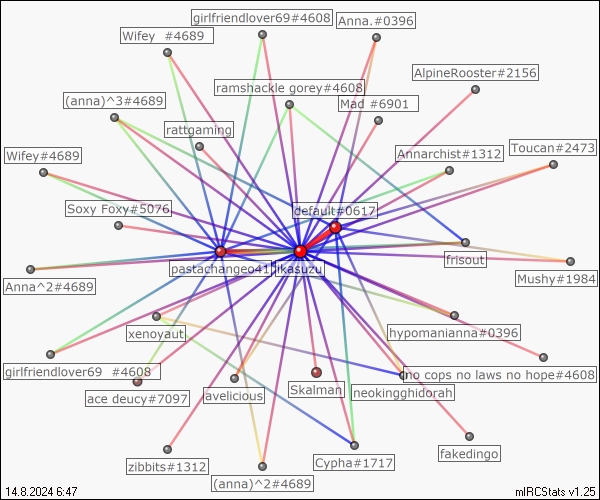 girlfriendlover69#4608
Anna.#0396
Wifey  #4689
AlpineRooster#2156
ramshackle gorey#4608
(anna)^3#4689
Mad #6901
rattgaming
Toucan#2473
Wifey#4689
Annarchist#1312
Soxy Foxy#5076
default#0617
frisout
pastachangeo41
ikasuzu
Mushy#1984
Anna^2#4689
xenoyaut
hypomanianna#0396
girlfriendlover69  #4608
no cops no laws no hope#4608
Skalman
neokingghidorah
avelicious
ace deucy#7097
fakedingo
Cypha#1717
zibbits#1312
(anna)^2#4689
14.8.2024 6:47
mIRCStats v1.25